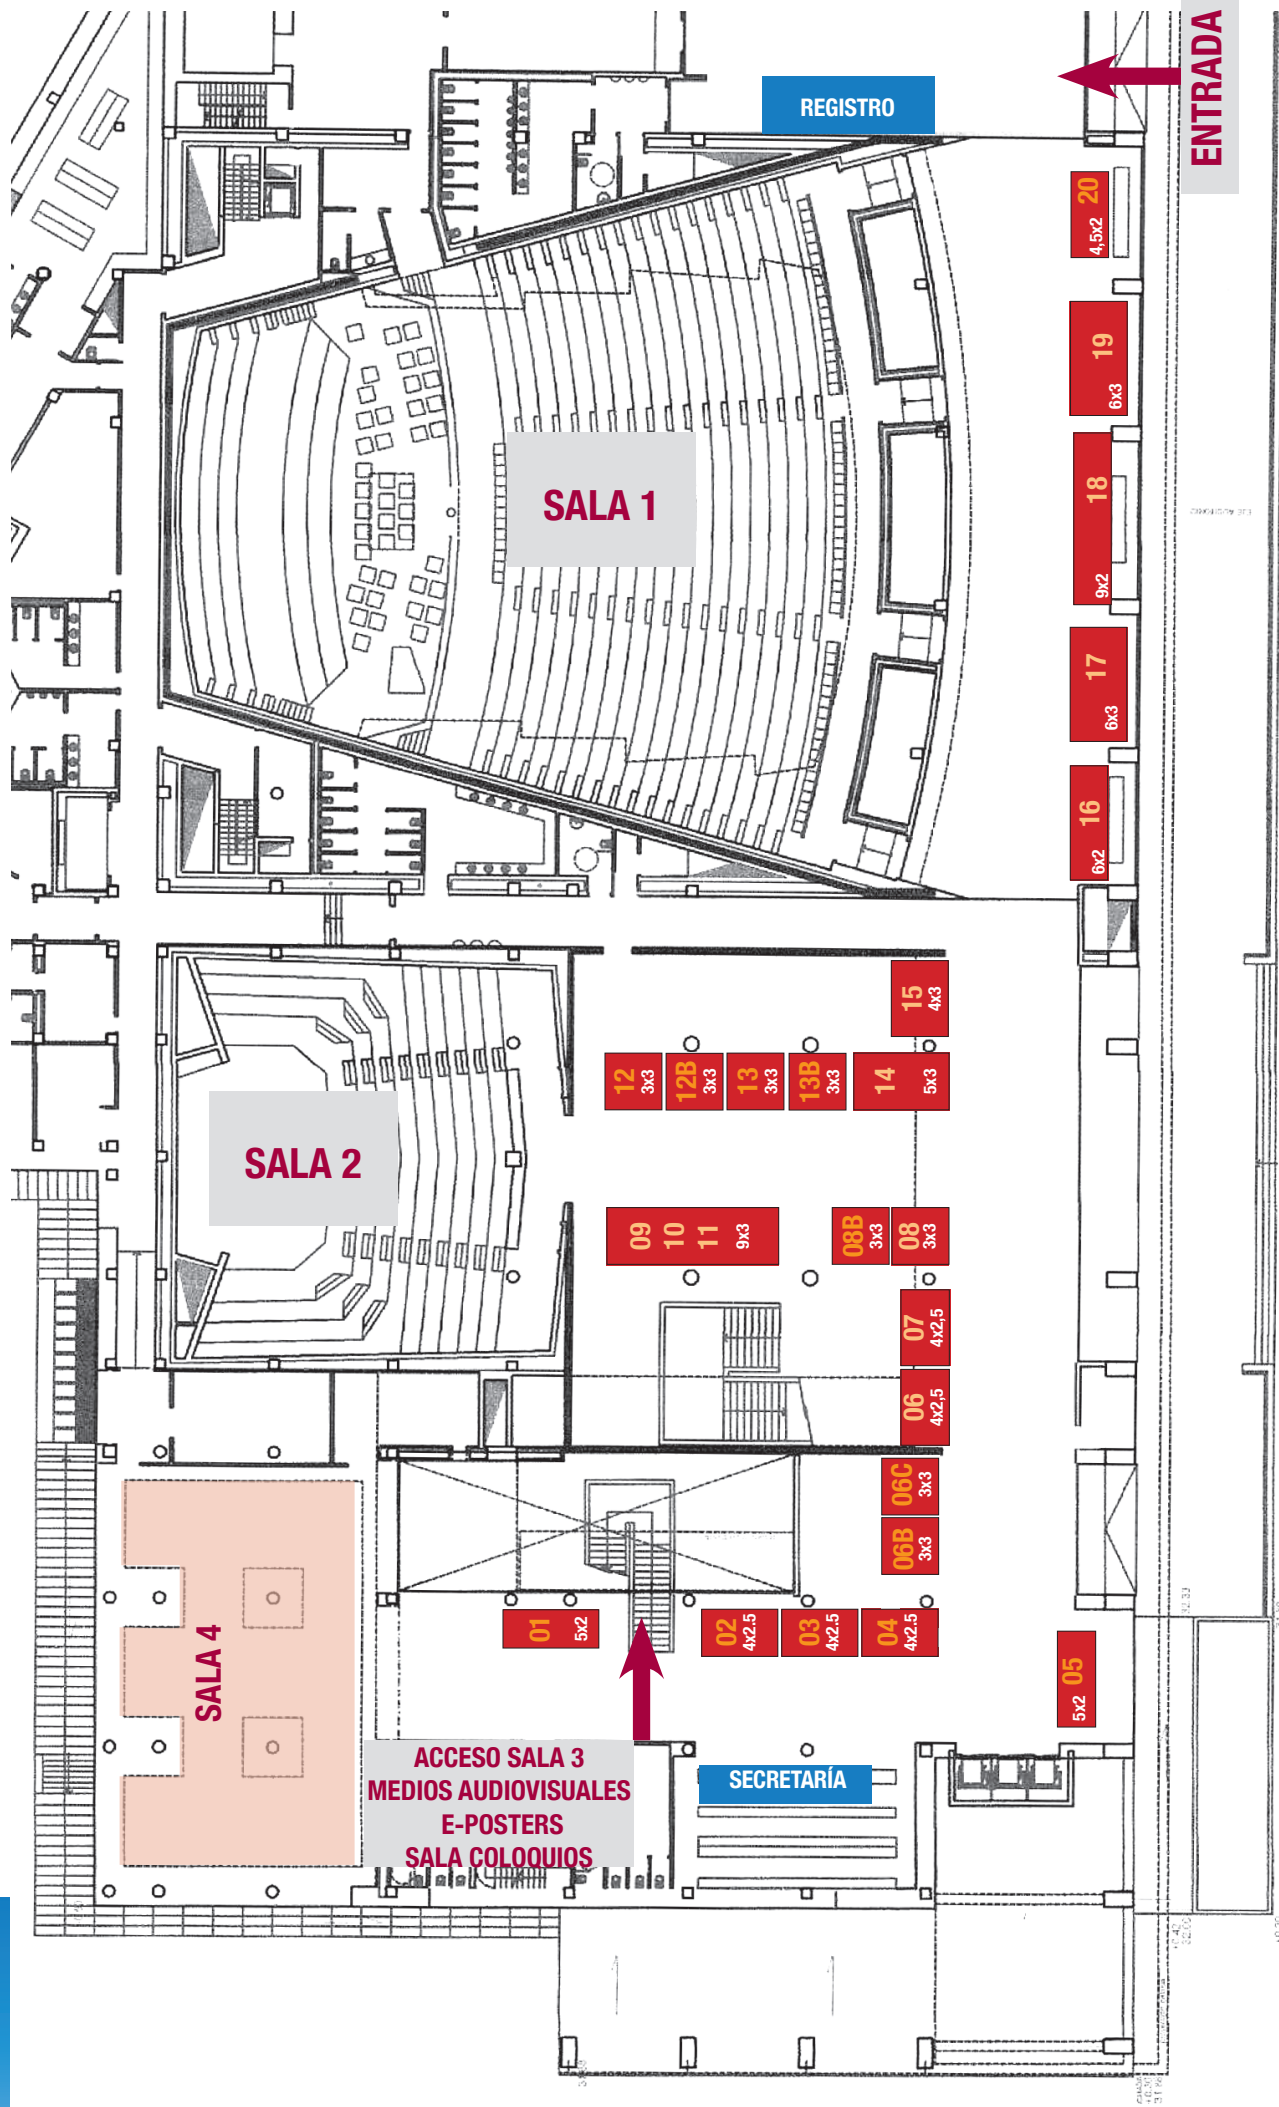 ENTRADA
REGISTRO
20
4,5x2
19
6x3
SALA 1
18
9x2
17
6x3
16
6x2
15
4x3
12
3x3
12B
3x3
13
3x3
13B
3x3
14
5x3
SALA 2
09
10
11
9x3
08B
3x3
08
3x3
07
4x2,5
06
4x2,5
06C
3x3
06B
3x3
01
5x2
02
4x2.5
03
4x2.5
04
4x2.5
05
5x2
SALA 4
ACCESO SALA 3
MEDIOS AUDIOVISUALES
E-POSTERS
SALA COLOQUIOS
SECRETARÍA